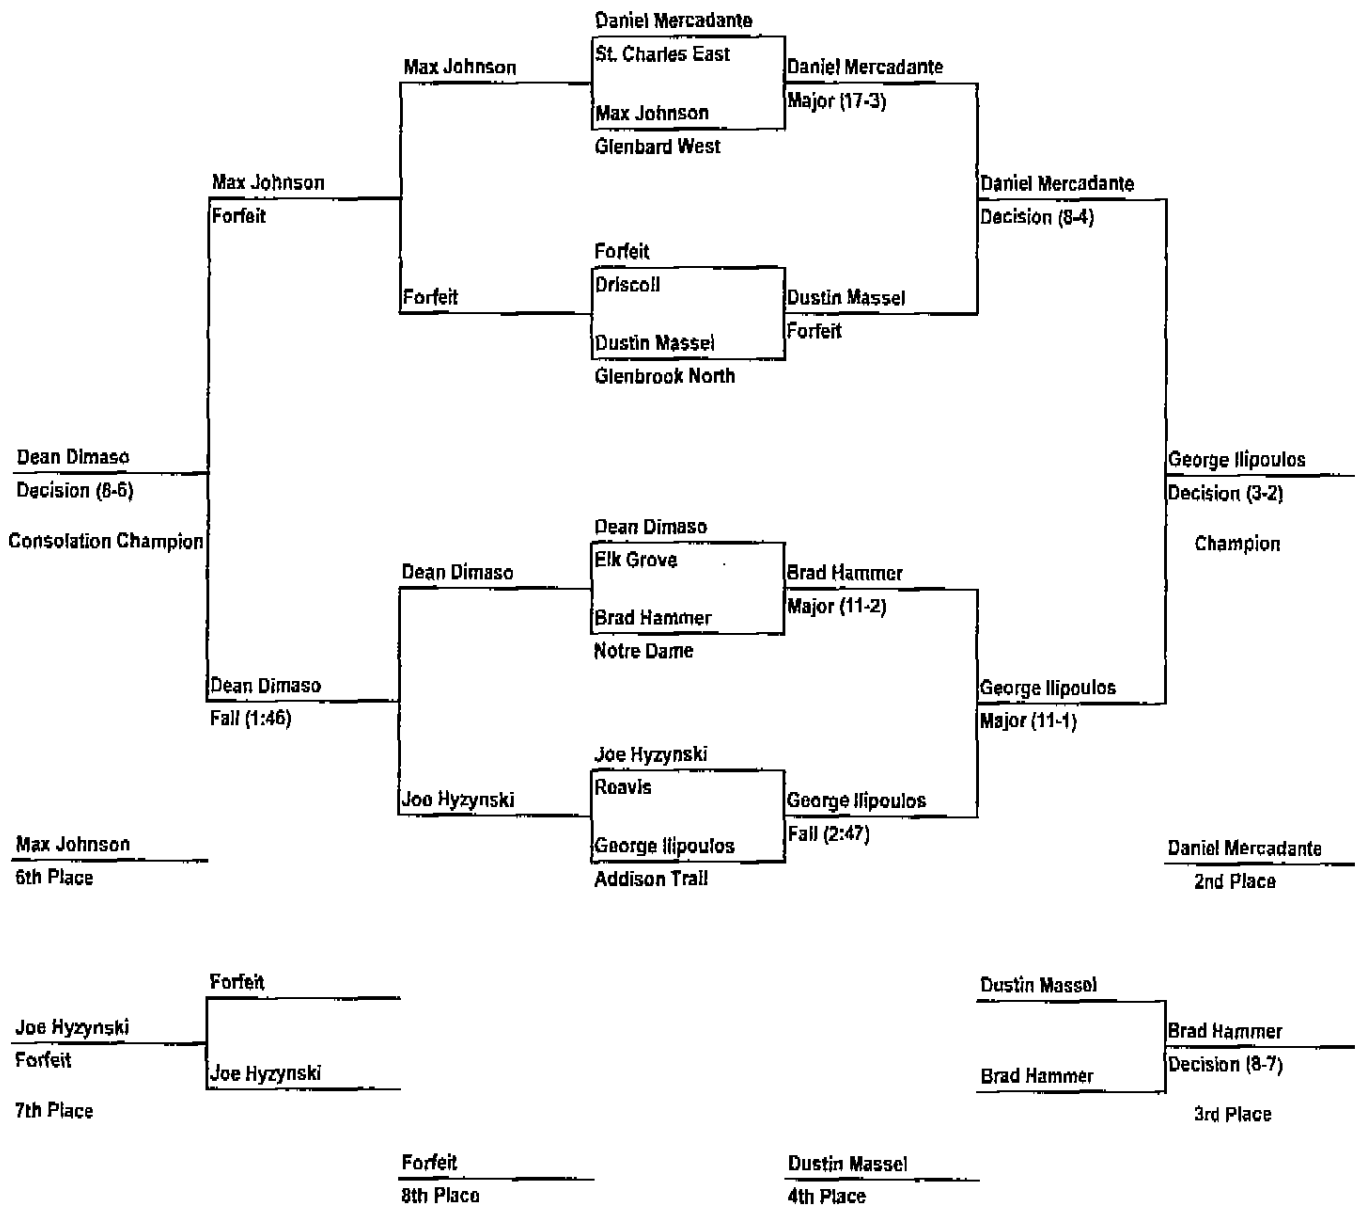 Daniel Mercadante
St. Charles East
Max Johnson
Daniel Mercadante
Major (17-3)
Max Johnson
Glenbard West
Max Johnson
Forfeit
Daniel Mercadante
Decision (8-4)
Forfeit
Driscoll
Forfeit
Dustin Massel
Forfeit
Dustin Massel
Glenbrook North
Dean Dimaso
Decision (8-6)
George Ilipoulos
Decision (3-2)
Consolation Champion
Champion
Dean Dimaso
Elk Grove
Dean Dimaso
Brad Hammer
Major (11-2)
Brad Hammer
Notre Dame
Dean Dimaso
Fall (1:46)
George Ilipoulos
Major (11-1)
Joe Hyzynski
Reavis
Joe Hyzynski
George Ilipoulos
Fall (2:47)
George Ilipoulos
Addison Trail
Max Johnson
6th Place
Daniel Mercadante
2nd Place
Forfeit
Joe Hyzynski
Forfeit
Joe Hyzynski
7th Place
Dustin Massel
Brad Hammer
Decision (8-7)
Brad Hammer
3rd Place
Forfeit
8th Place
Dustin Massel
4th Place